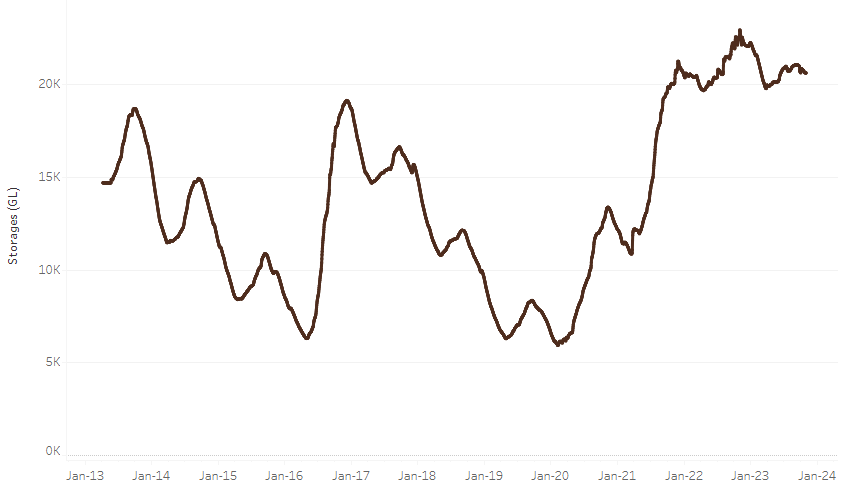 Storages (GL)
20K
15K
10K
5K
0K
Jan-13 Jan-14 Jan-15 Jan-16 Jan-17 Jan-18 Jan-19 Jan-20 Jan-21 Jan-22 Jan-23 Jan-24